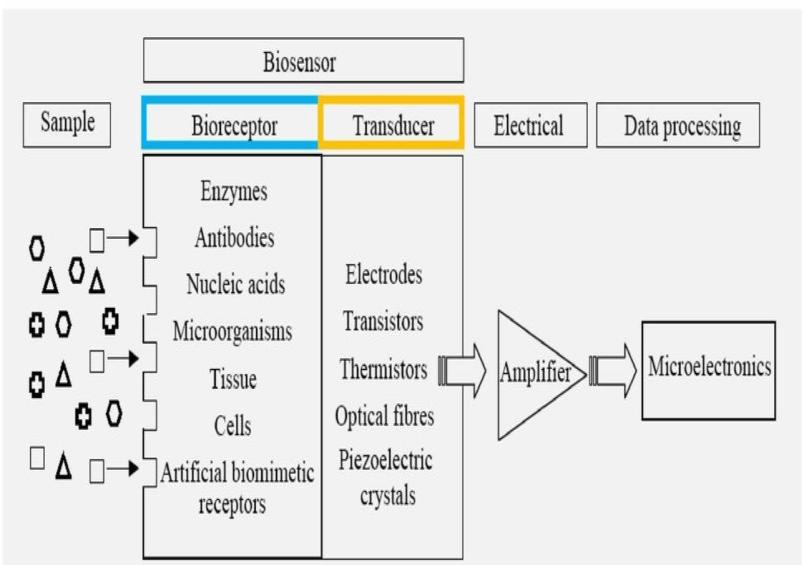 Biosensor
Sample
Bioreceptor
Transducer
Electrical
Data processing
Enzymes
Antibodies
Nucleic acids
Microorganisms
Tissue
Cells
Artificial biomimetic
receptors
Electrodes
Transistors
Thermistors
Optical fibres
Piezoelectric
crystals
Amplifier
Microelectronics